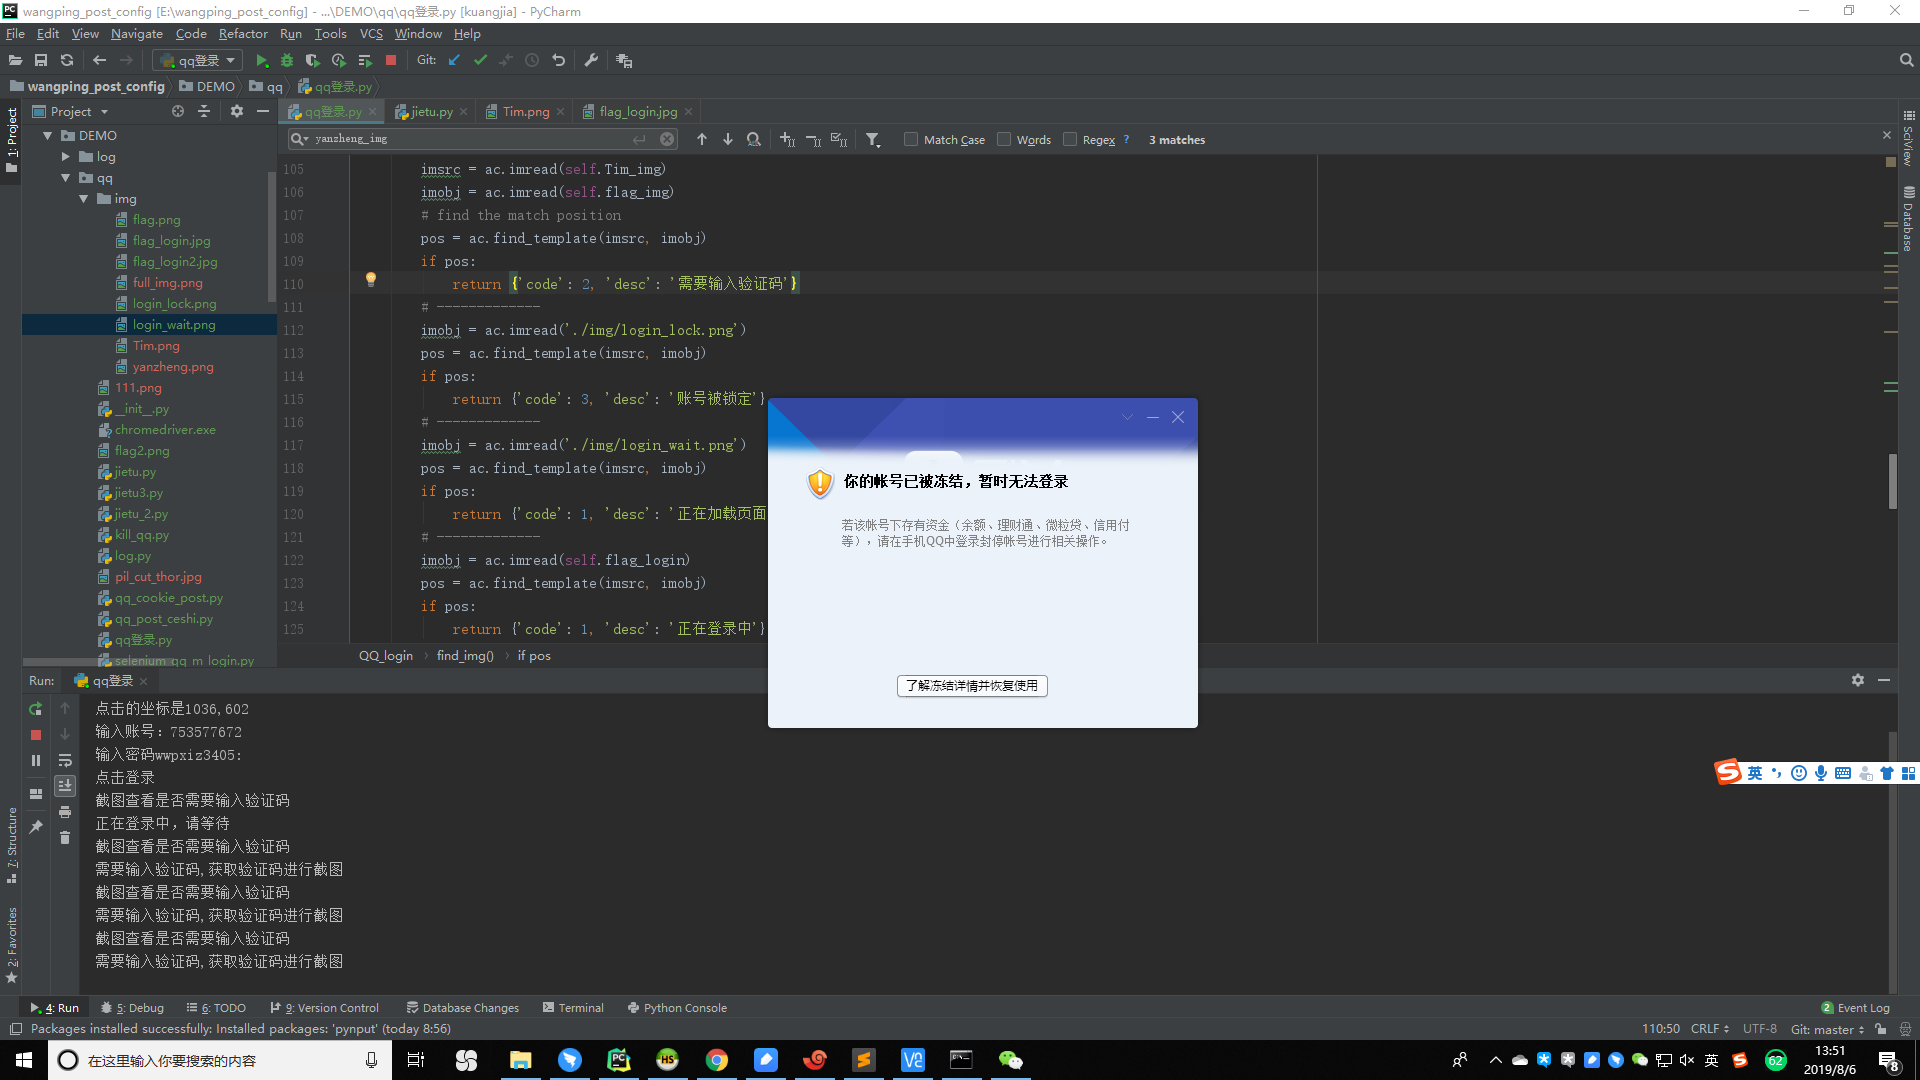 wangping_post_config [E:\wangping_post_config] - ...\DEMO\qq\qq登录.py [kuangjia] - PyCharm
File Edit View Navigate Code Refactor Run Tools VCS Window Help
qq登录 Git:
wangping_post_config DEMO qq qq登录.py
Project qq登录.py jietu.py Tim.png flag_login.jpg
yanzheng_img Match Case Words Regex ? 3 matches
1: Project
DEMO
log
qq
img
flag.png
flag_login.jpg
flag_login2.jpg
full_img.png
login_lock.png
login_wait.png
Tim.png
yanzheng.png
111.png
__init__.py
chromedriver.exe
flag2.png
jietu.py
jietu3.py
jietu_2.py
kill_qq.py
log.py
pil_cut_thor.jpg
qq_cookie_post.py
qq_post_ceshi.py
qq登录.py
selenium_qq_m_login.py
105 imsrc = ac.imread(self.Tim_img)
106 imobj = ac.imread(self.flag_img)
107 # find the match position
108 pos = ac.find_template(imsrc, imobj)
109 if pos:
110 return {'code': 2, 'desc': '需要输入验证码'}
111 # -------------
112 imobj = ac.imread('./img/login_lock.png')
113 pos = ac.find_template(imsrc, imobj)
114 if pos:
115 return {'code': 3, 'desc': '账号被锁定'}
116 # -------------
117 imobj = ac.imread('./img/login_wait.png')
118 pos = ac.find_template(imsrc, imobj)
119 if pos:
120 return {'code': 1, 'desc': '正在加载页面
121 # -------------
122 imobj = ac.imread(self.flag_login)
123 pos = ac.find_template(imsrc, imobj)
124 if pos:
125 return {'code': 1, 'desc': '正在登录中'}
QQ_login find_img() if pos
SciView
Database
你的帐号已被冻结，暂时无法登录
若该帐号下存有资金（余额、理财通、微粒贷、信用付
等），请在手机QQ中登录封停帐号进行相关操作。
了解冻结详情并恢复使用
Run: qq登录
点击的坐标是1036,602
输入账号：753577672
输入密码wwpxiz3405:
点击登录
截图查看是否需要输入验证码
正在登录中，请等待
截图查看是否需要输入验证码
需要输入验证码,获取验证码进行截图
截图查看是否需要输入验证码
需要输入验证码,获取验证码进行截图
截图查看是否需要输入验证码
需要输入验证码,获取验证码进行截图
7: Structure
2: Favorites
英
4: Run 5: Debug 6: TODO 9: Version Control Database Changes Terminal Python Console 2 Event Log
Packages installed successfully: Installed packages: 'pynput' (today 8:56) 110:50 CRLF UTF-8 Git: master
在这里输入你要搜索的内容
英 62 13:51
2019/8/6 8